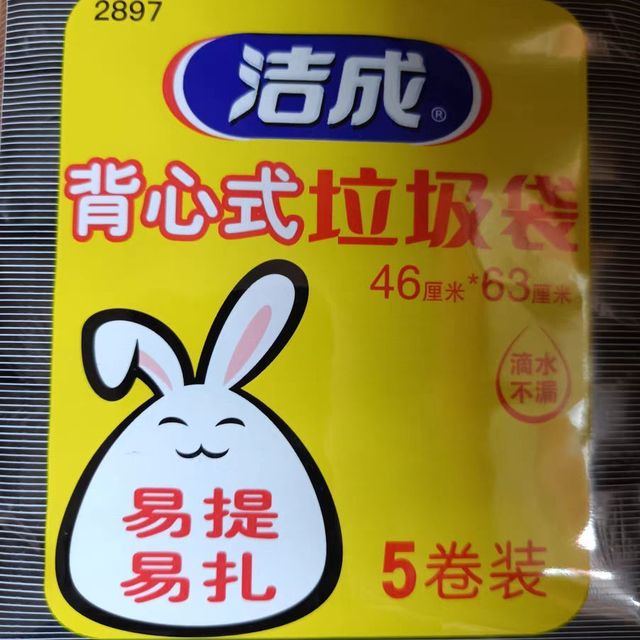 2897
洁成®
背心式垃圾袋
46厘米*63厘米
滴水
不漏
易提
易扎
5卷装